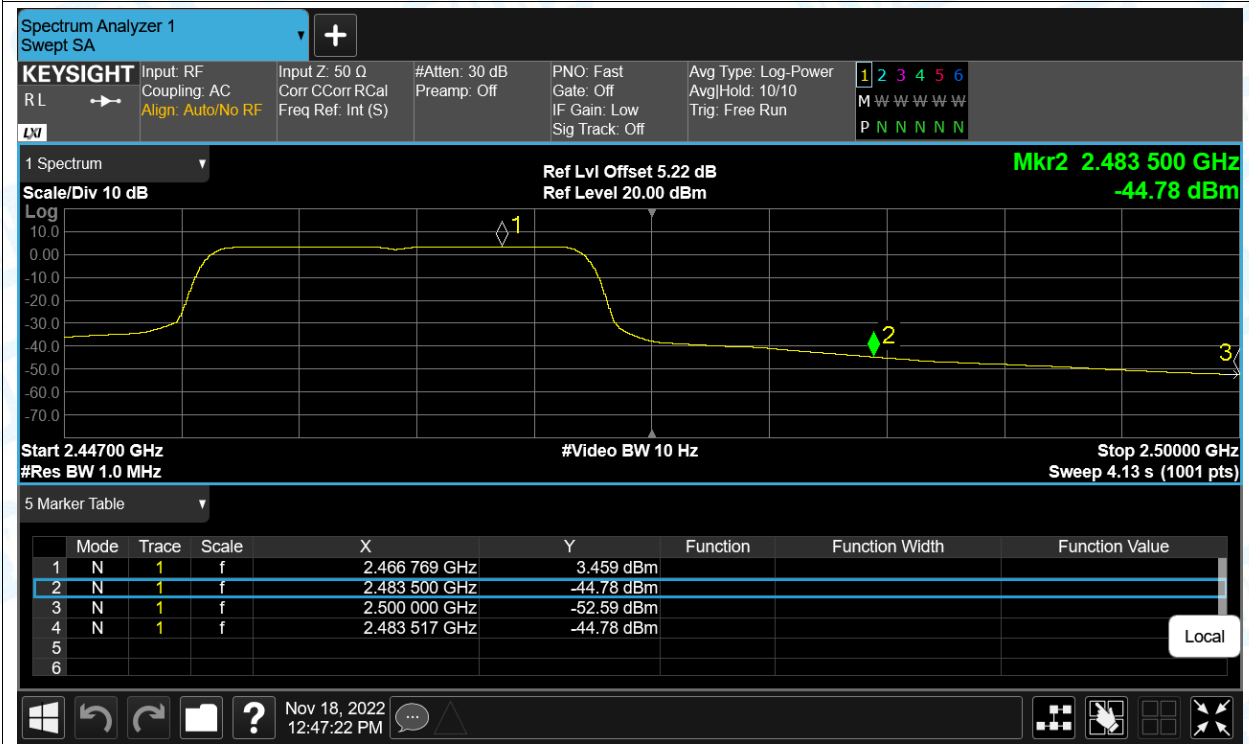 Spectrum Analyzer 1
Swept SA
KEYSIGHT
R L
LXI
Input: RF
Coupling: AC
Align: Auto/No RF
Input Z: 50 Ω
Corr CCorr RCal
Freq Ref: Int (S)
#Atten: 30 dB
Preamp: Off
PNO: Fast
Gate: Off
IF Gain: Low
Sig Track: Off
Avg Type: Log-Power
Avg|Hold: 10/10
Trig: Free Run
1 2 3 4 5 6
M W W W W W
P N N N N N
1 Spectrum
Scale/Div 10 dB
Ref Lvl Offset 5.22 dB
Ref Level 20.00 dBm
Mkr2 2.483 500 GHz
-44.78 dBm
Log
10.0
0.00
-10.0
-20.0
-30.0
-40.0
-50.0
-60.0
-70.0
1
2
3
Start 2.44700 GHz
#Res BW 1.0 MHz
#Video BW 10 Hz
Stop 2.50000 GHz
Sweep 4.13 s (1001 pts)
5 Marker Table
Mode Trace Scale X Y Function Function Width Function Value
1 N 1 f 2.466 769 GHz 3.459 dBm
2 N 1 f 2.483 500 GHz -44.78 dBm
3 N 1 f 2.500 000 GHz -52.59 dBm
4 N 1 f 2.483 517 GHz -44.78 dBm
5
6
Local
?
Nov 18, 2022
12:47:22 PM